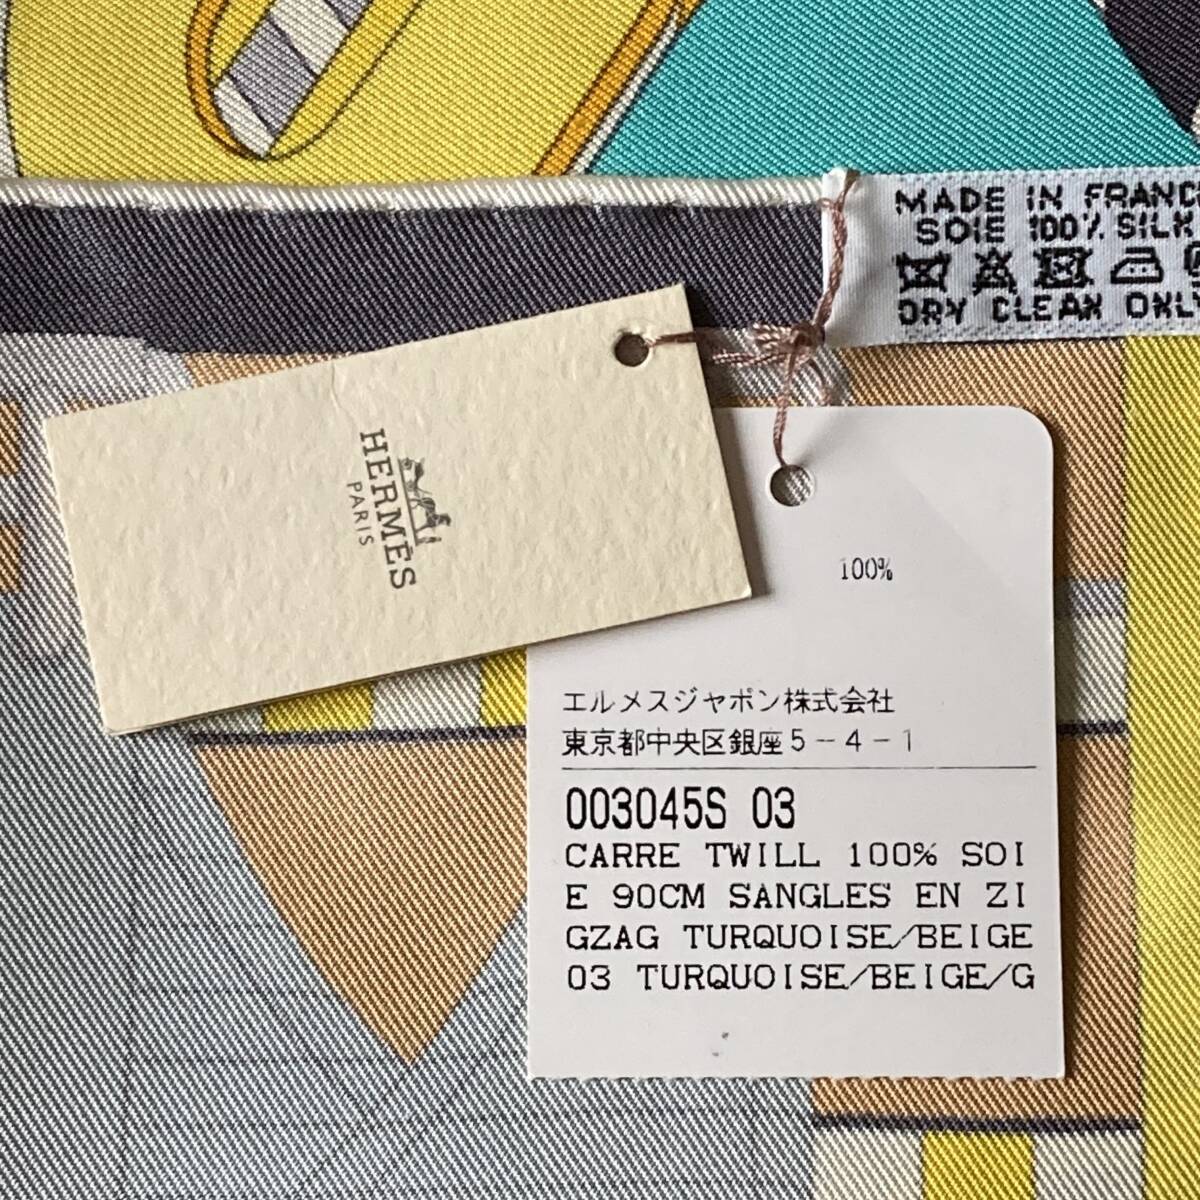 MADE IN FRANC
SOIE 100% SILK
DRY CLEAN ONLY
HERMES
PARIS
100%
エルメスジャポン株式会社
東京都中央区銀座5-4-1
003045S 03
CARRE TWILL 100% SOI
E 90CM SANGLES EN ZI
GZAG TURQUOISE/BEIGE
03 TURQUOISE/BEIGE/G